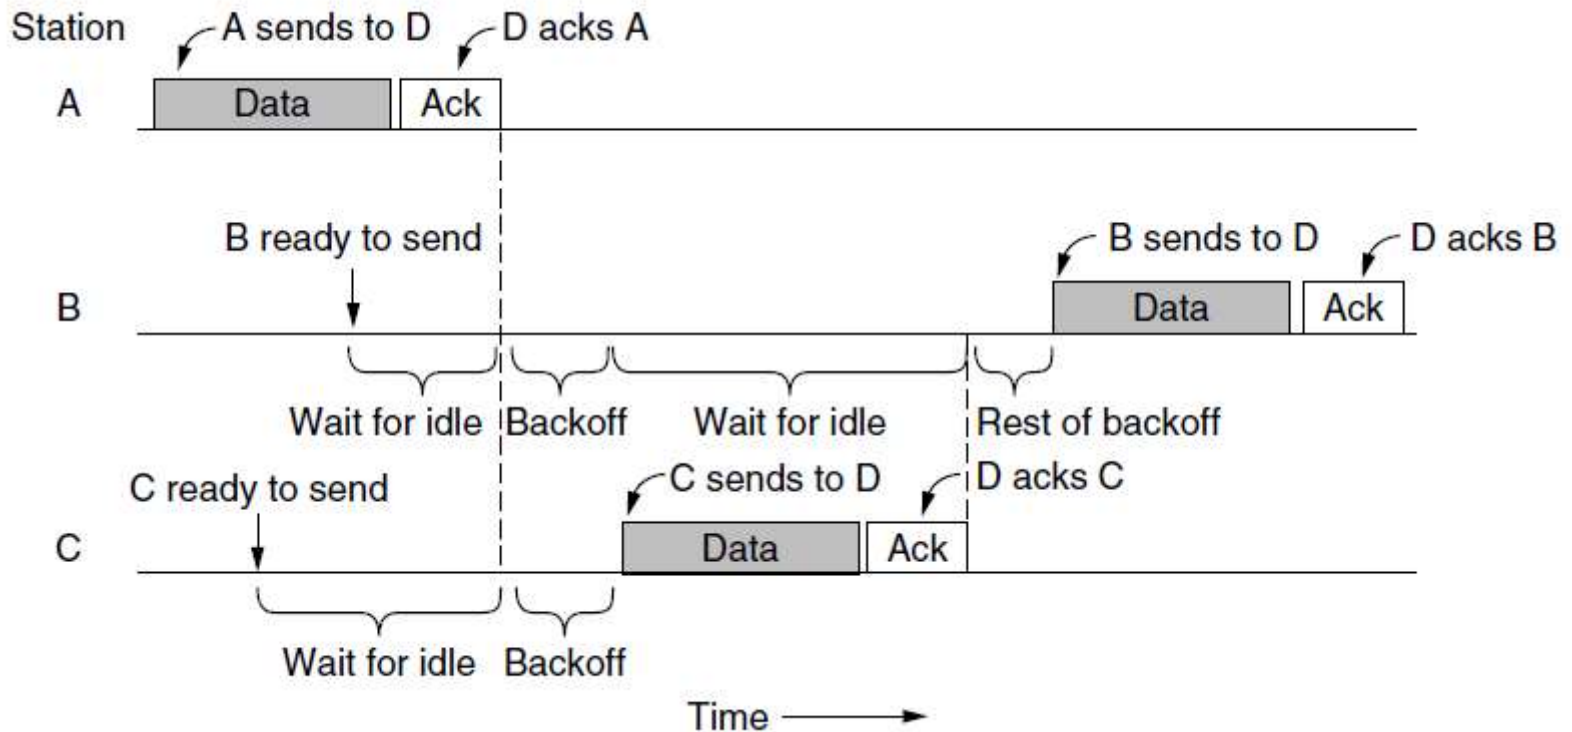 Station
A sends to D
D acks A
A
Data
Ack
B ready to send
B sends to D
D acks B
B
Data
Ack
Wait for idle
Backoff
Wait for idle
Rest of backoff
C ready to send
C sends to D
D acks C
C
Data
Ack
Wait for idle
Backoff
Time